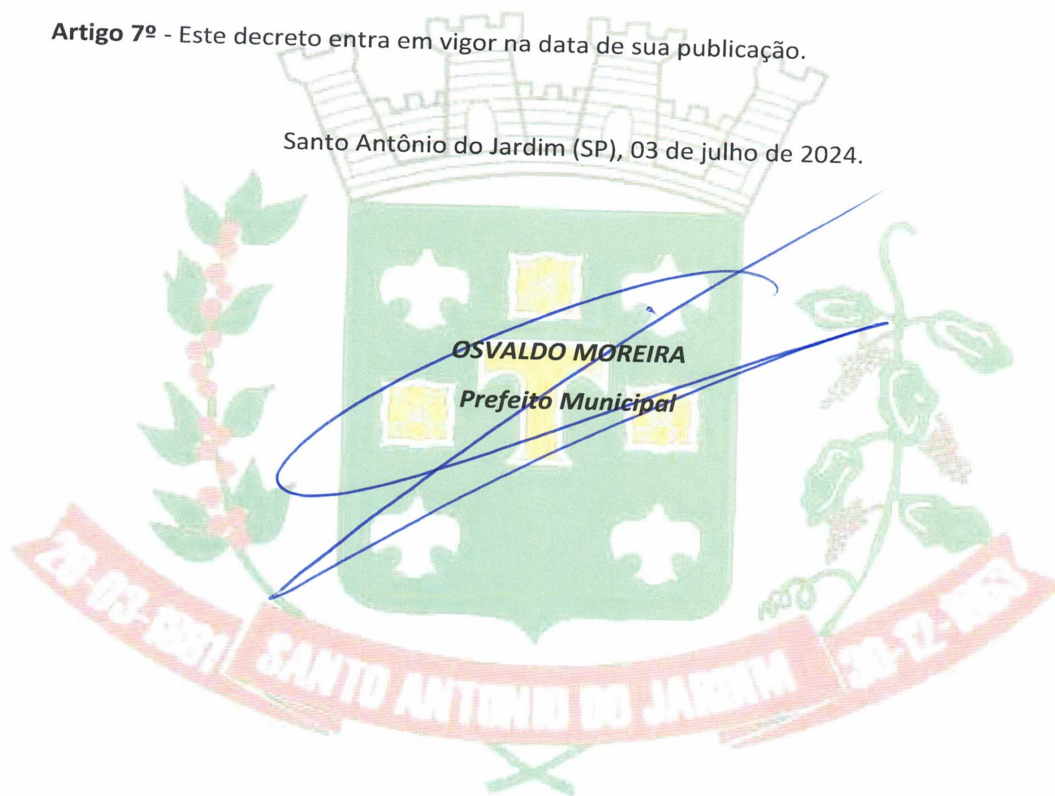 Artigo 7º - Este decreto entra em vigor na data de sua publicação.
Santo Antônio do Jardim (SP), 03 de julho de 2024.
OSVALDO MOREIRA
Prefeito Municipal
SANTO ANTONIO DO JARDIM